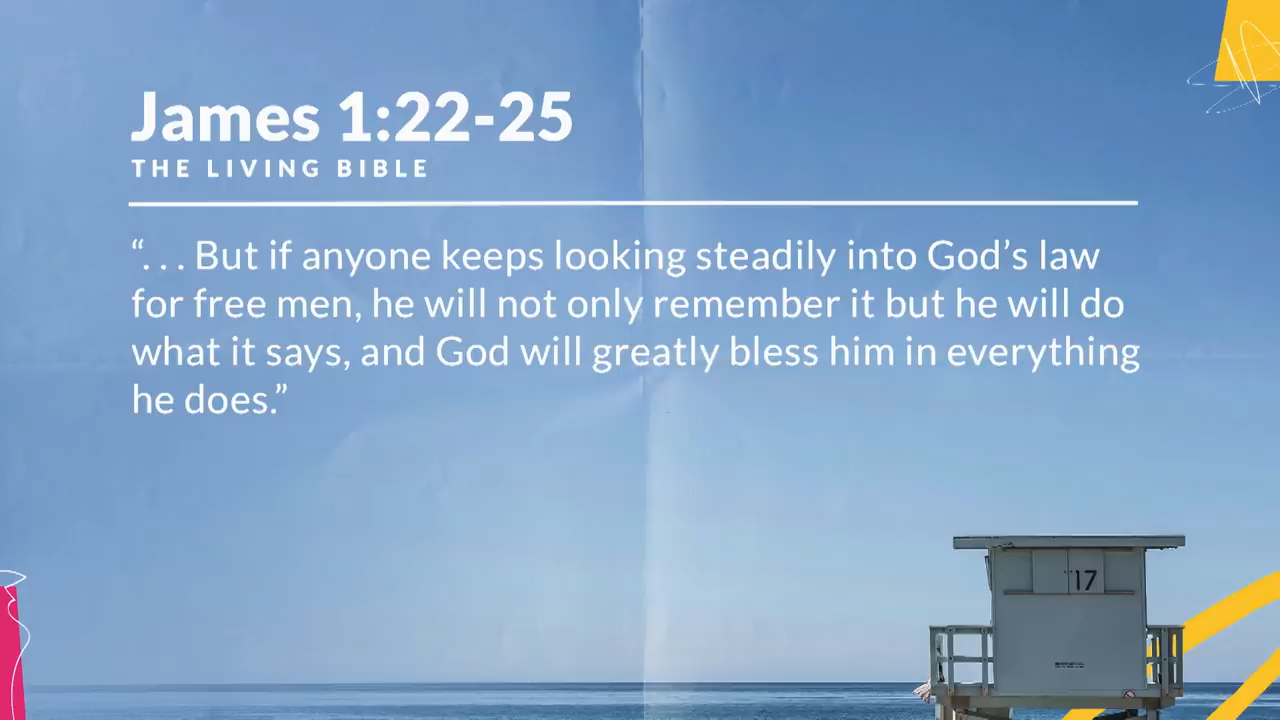 James 1:22-25
THE LIVING BIBLE
“. . . But if anyone keeps looking steadily into God’s law
for free men, he will not only remember it but he will do
what it says, and God will greatly bless him in everything
he does.”
17